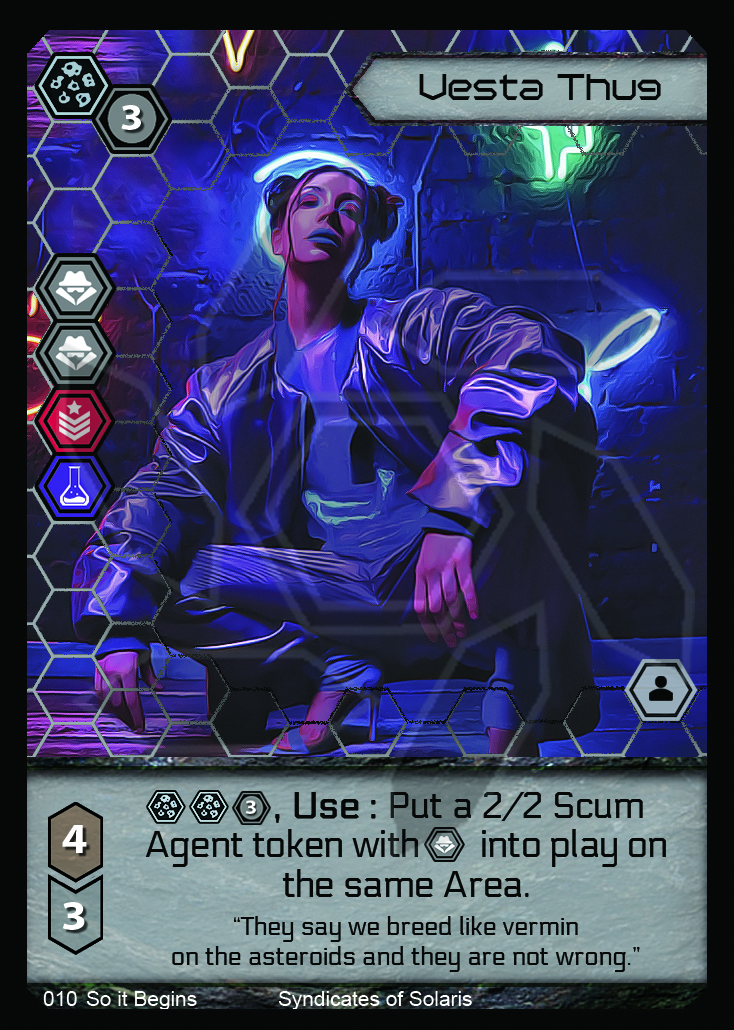 Vesta Thug
3
4
3
3, Use : Put a 2/2 Scum
Agent token with into play on
the same Area.
“They say we breed like vermin
on the asteroids and they are not wrong.”
010 So it Begins Syndicates of Solaris